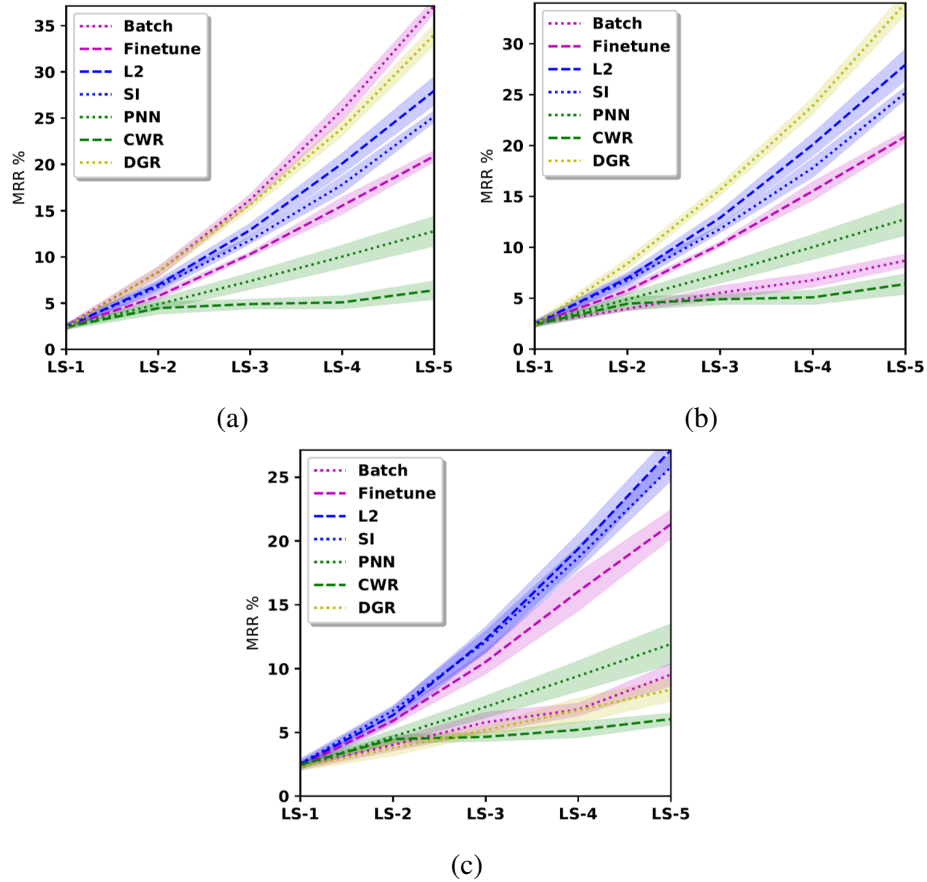 35
30
25
20
15
10
5
0
MRR %
Batch
Finetune
L2
SI
PNN
CWR
DGR
LS-1
LS-2
LS-3
LS-4
LS-5
(a)
30
25
20
15
10
5
0
MRR %
Batch
Finetune
L2
SI
PNN
CWR
DGR
LS-1
LS-2
LS-3
LS-4
LS-5
(b)
25
20
15
10
5
0
MRR %
Batch
Finetune
L2
SI
PNN
CWR
DGR
LS-1
LS-2
LS-3
LS-4
LS-5
(c)